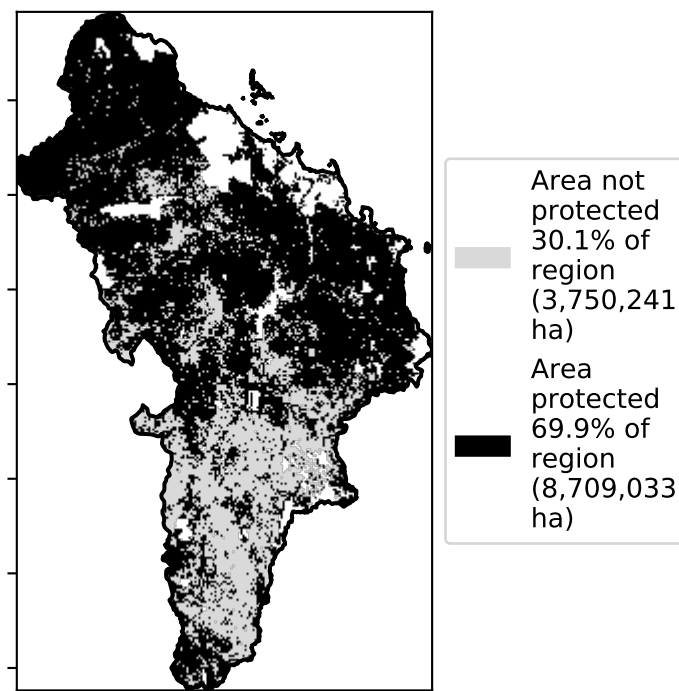 Area not
protected
30.1% of
region
(3,750,241
ha)
Area
protected
69.9% of
region
(8,709,033
ha)